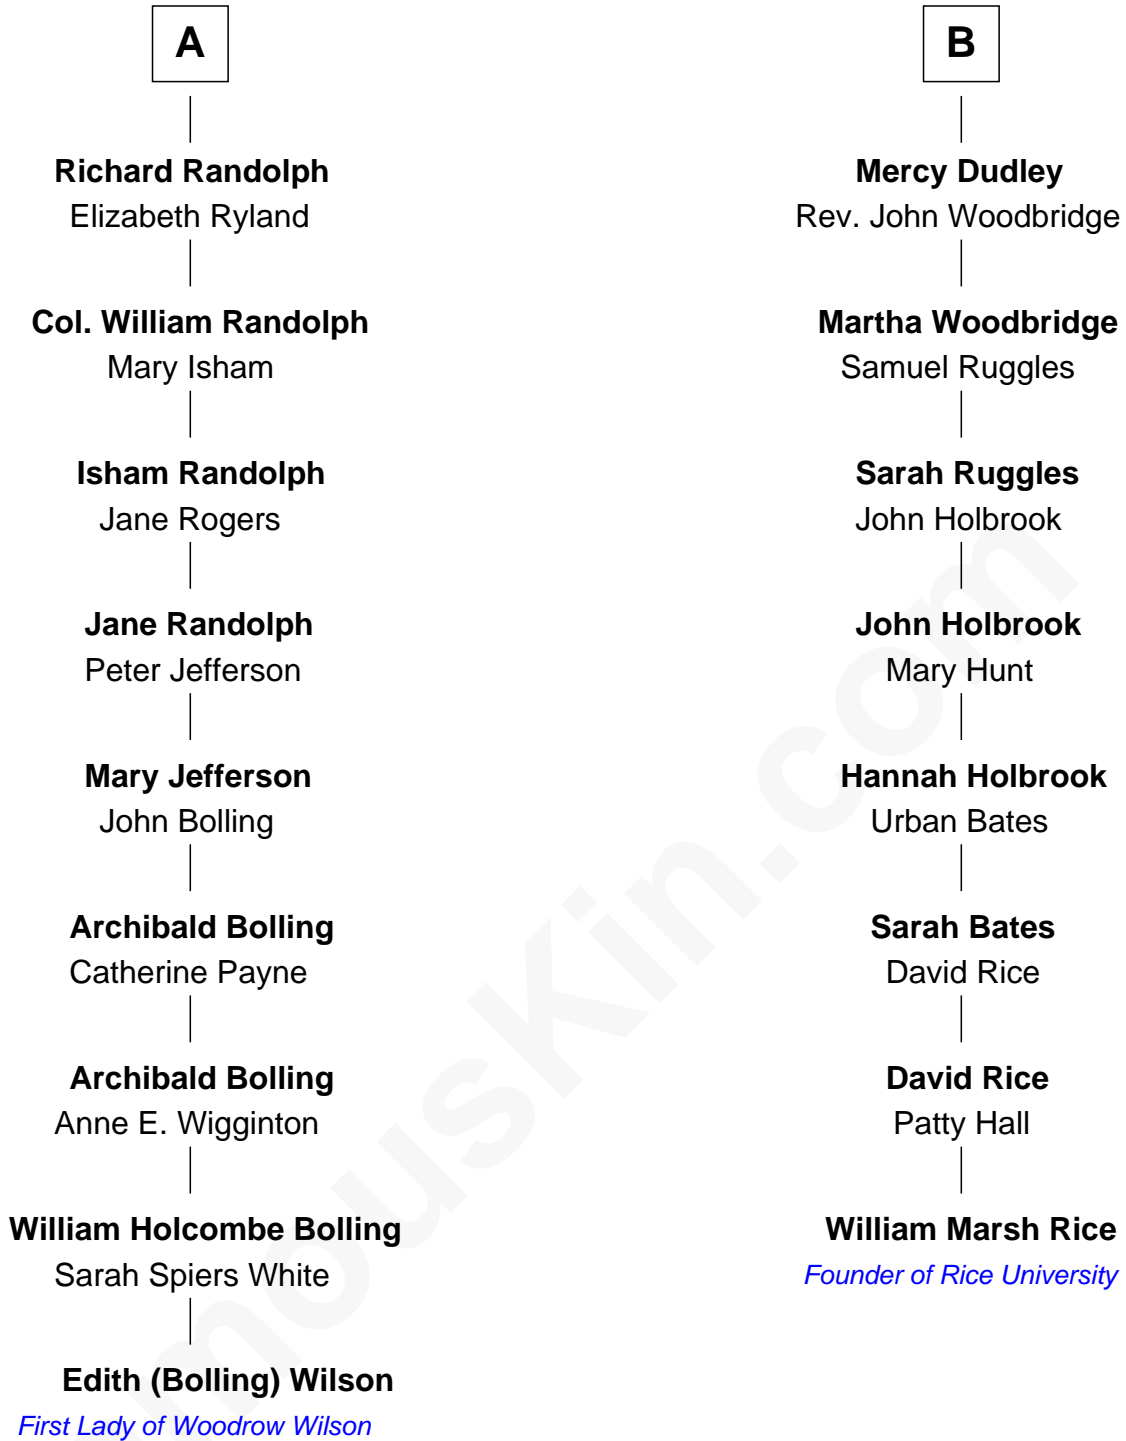 A
Richard Randolph
Elizabeth Ryland
Col. William Randolph
Mary Isham
Isham Randolph
Jane Rogers
Jane Randolph
Peter Jefferson
Mary Jefferson
John Bolling
Archibald Bolling
Catherine Payne
Archibald Bolling
Anne E. Wigginton
William Holcombe Bolling
Sarah Spiers White
Edith (Bolling) Wilson
First Lady of Woodrow Wilson
B
Mercy Dudley
Rev. John Woodbridge
Martha Woodbridge
Samuel Ruggles
Sarah Ruggles
John Holbrook
John Holbrook
Mary Hunt
Hannah Holbrook
Urban Bates
Sarah Bates
David Rice
David Rice
Patty Hall
William Marsh Rice
Founder of Rice University
mousKin.com